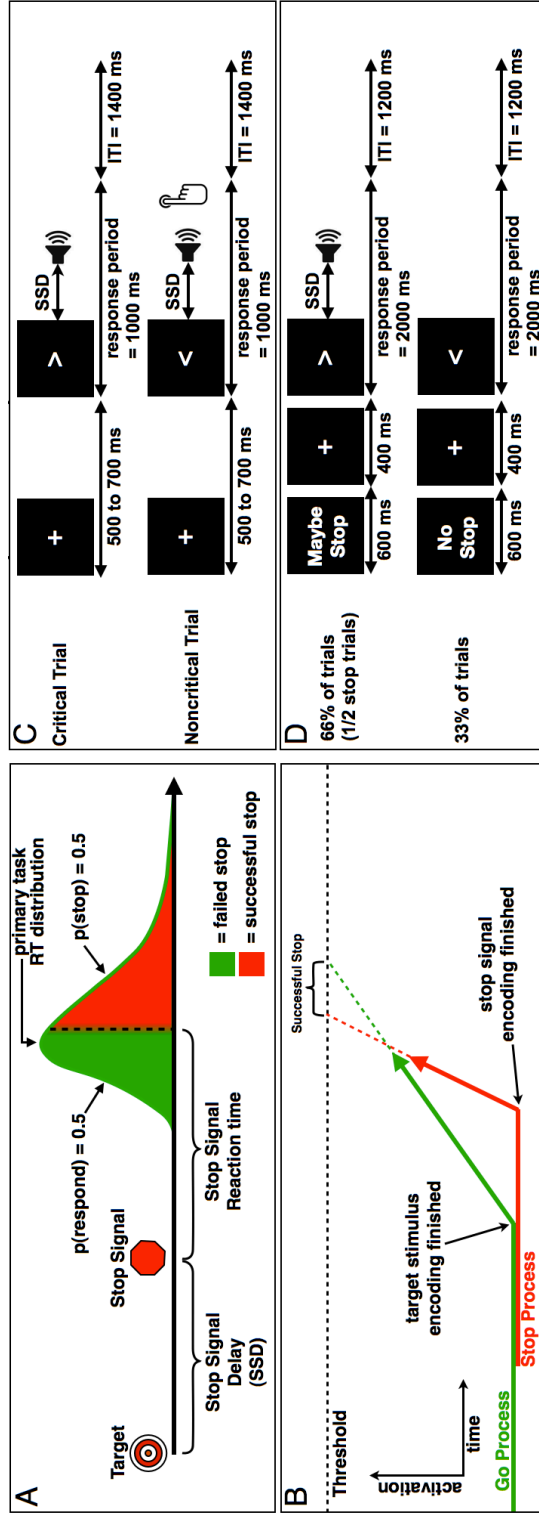 A
primary task
RT distribution
p(respond) = 0.5
p(stop) = 0.5
Target
Stop Signal
Stop Signal
Delay
(SSD)
Stop Signal
Reaction time
= failed stop
= successful stop
B
Threshold
activation
time
Successful Stop
target stimulus
encoding finished
stop signal
encoding finished
Go Process
Stop Process
C
Critical Trial
+
>
SSD
500 to 700 ms
response period
= 1000 ms
ITI = 1400 ms
Noncritical Trial
+
<
SSD
500 to 700 ms
response period
= 1000 ms
ITI = 1400 ms
D
66% of trials
(1/2 stop trials)
Maybe
Stop
+
>
SSD
600 ms
400 ms
response period
= 2000 ms
ITI = 1200 ms
33% of trials
No
Stop
+
<
600 ms
400 ms
response period
= 2000 ms
ITI = 1200 ms